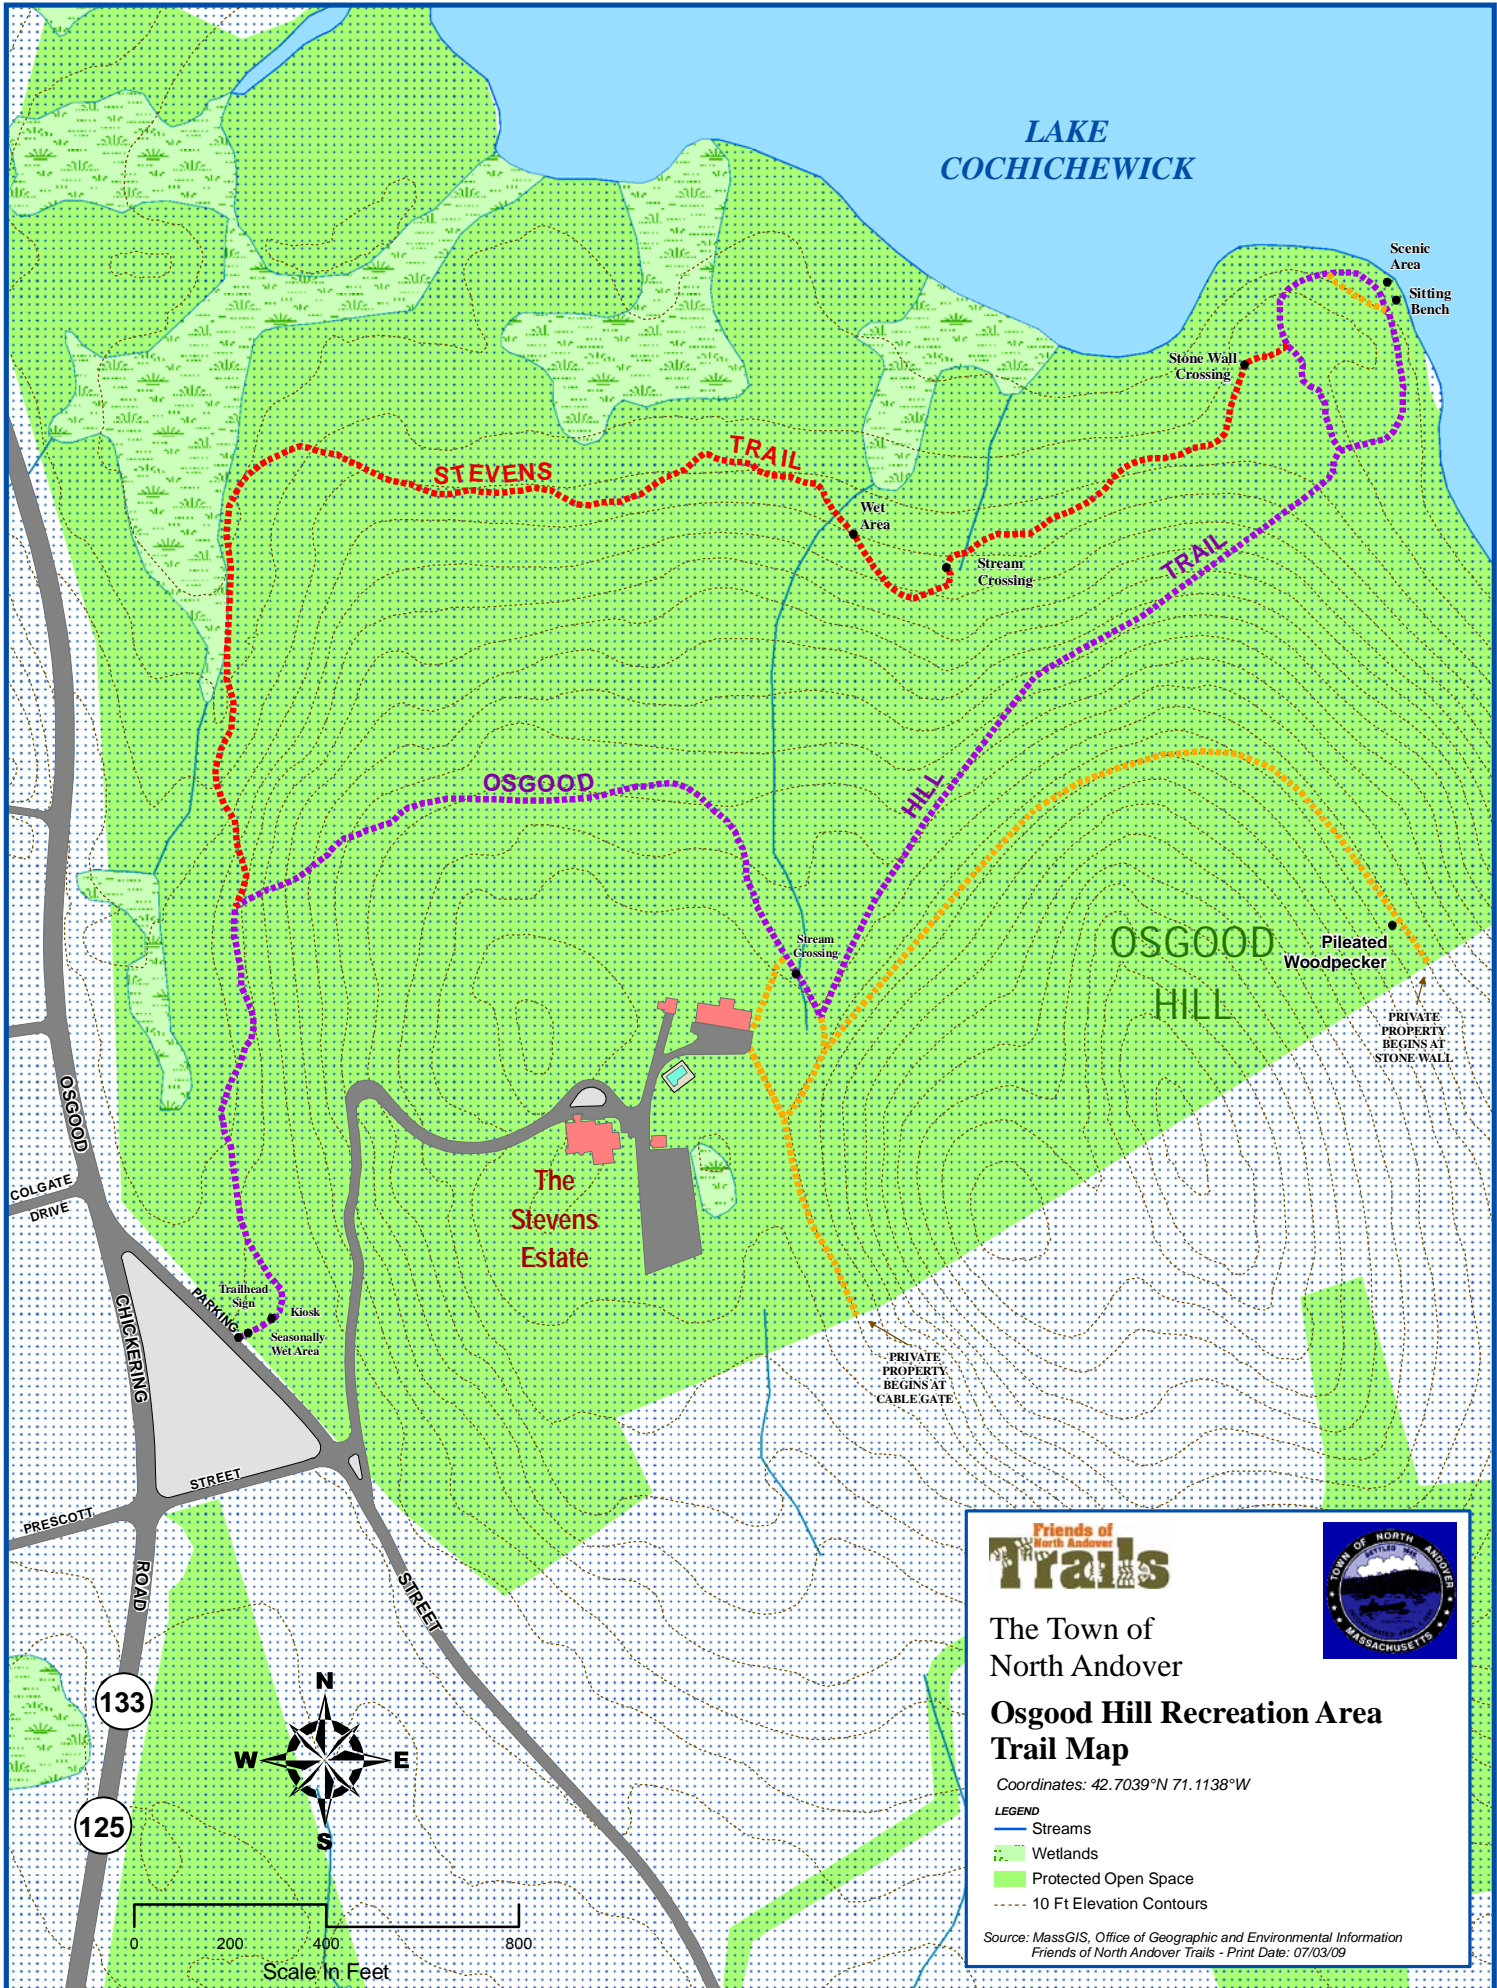 LAKE
COCHICHEWICK
Scenic
Area
Sitting
Bench
Stone Wall
Crossing
STEVENS
TRAIL
Wet
Area
Stream
Crossing
TRAIL
HILL
OSGOOD
Stream
Crossing
OSGOOD
HILL
Pileated
Woodpecker
PRIVATE
PROPERTY
BEGINS AT
STONE WALL
OSGOOD
COLGATE
DRIVE
The
Stevens
Estate
PARKING
Trailhead
Sign
Kiosk
Seasonally
Wet Area
CHICKERING
PRIVATE
PROPERTY
BEGINS AT
CABLE GATE
STREET
PRESCOTT
ROAD
STREET
133
125
N
W
E
S
0
200
400
800
Scale In Feet
Friends of
North Andover
Trails
TOWN OF NORTH ANDOVER
MASSACHUSETTS
The Town of
North Andover
Osgood Hill Recreation Area
Trail Map
Coordinates: 42.7039°N 71.1138°W
LEGEND
Streams
Wetlands
Protected Open Space
10 Ft Elevation Contours
Source: MassGIS, Office of Geographic and Environmental Information
Friends of North Andover Trails - Print Date: 07/03/09